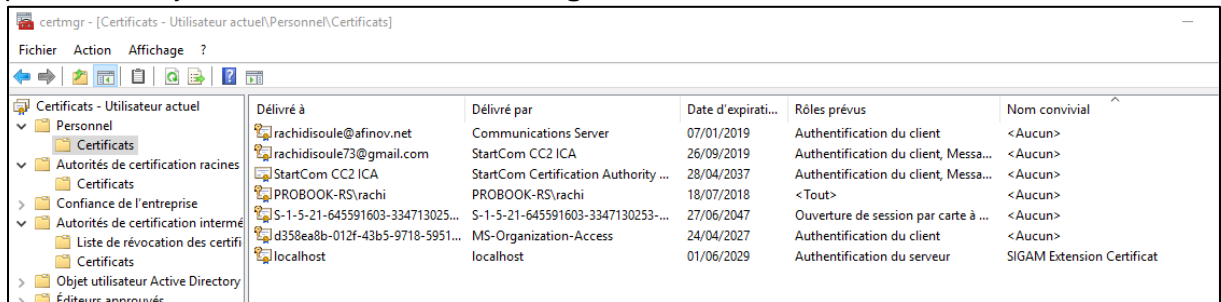 certmgr - [Certificats - Utilisateur actuel\Personnel\Certificats]
Fichier Action Affichage ?
Certificats - Utilisateur actuel
Personnel
Certificats
Autorités de certification racines
Certificats
Confiance de l'entreprise
Autorités de certification intermé
Liste de révocation des certifi
Certificats
Objet utilisateur Active Directory
Éditeurs approuvés
Délivré à Délivré par Date d'expirati... Rôles prévus Nom convivial
rachidisoule@afinov.net Communications Server 07/01/2019 Authentification du client <Aucun>
rachidisoule73@gmail.com StartCom CC2 ICA 26/09/2019 Authentification du client, Messa... <Aucun>
StartCom CC2 ICA StartCom Certification Authority ... 28/04/2037 Authentification du client, Messa... <Aucun>
PROBOOK-RS\rachi PROBOOK-RS\rachi 18/07/2018 <Tout> <Aucun>
S-1-5-21-645591603-334713025... S-1-5-21-645591603-3347130253-... 27/06/2047 Ouverture de session par carte à ... <Aucun>
d358ea8b-012f-43b5-9718-5951... MS-Organization-Access 24/04/2027 Authentification du client <Aucun>
localhost localhost 01/06/2029 Authentification du serveur SIGAM Extension Certificat